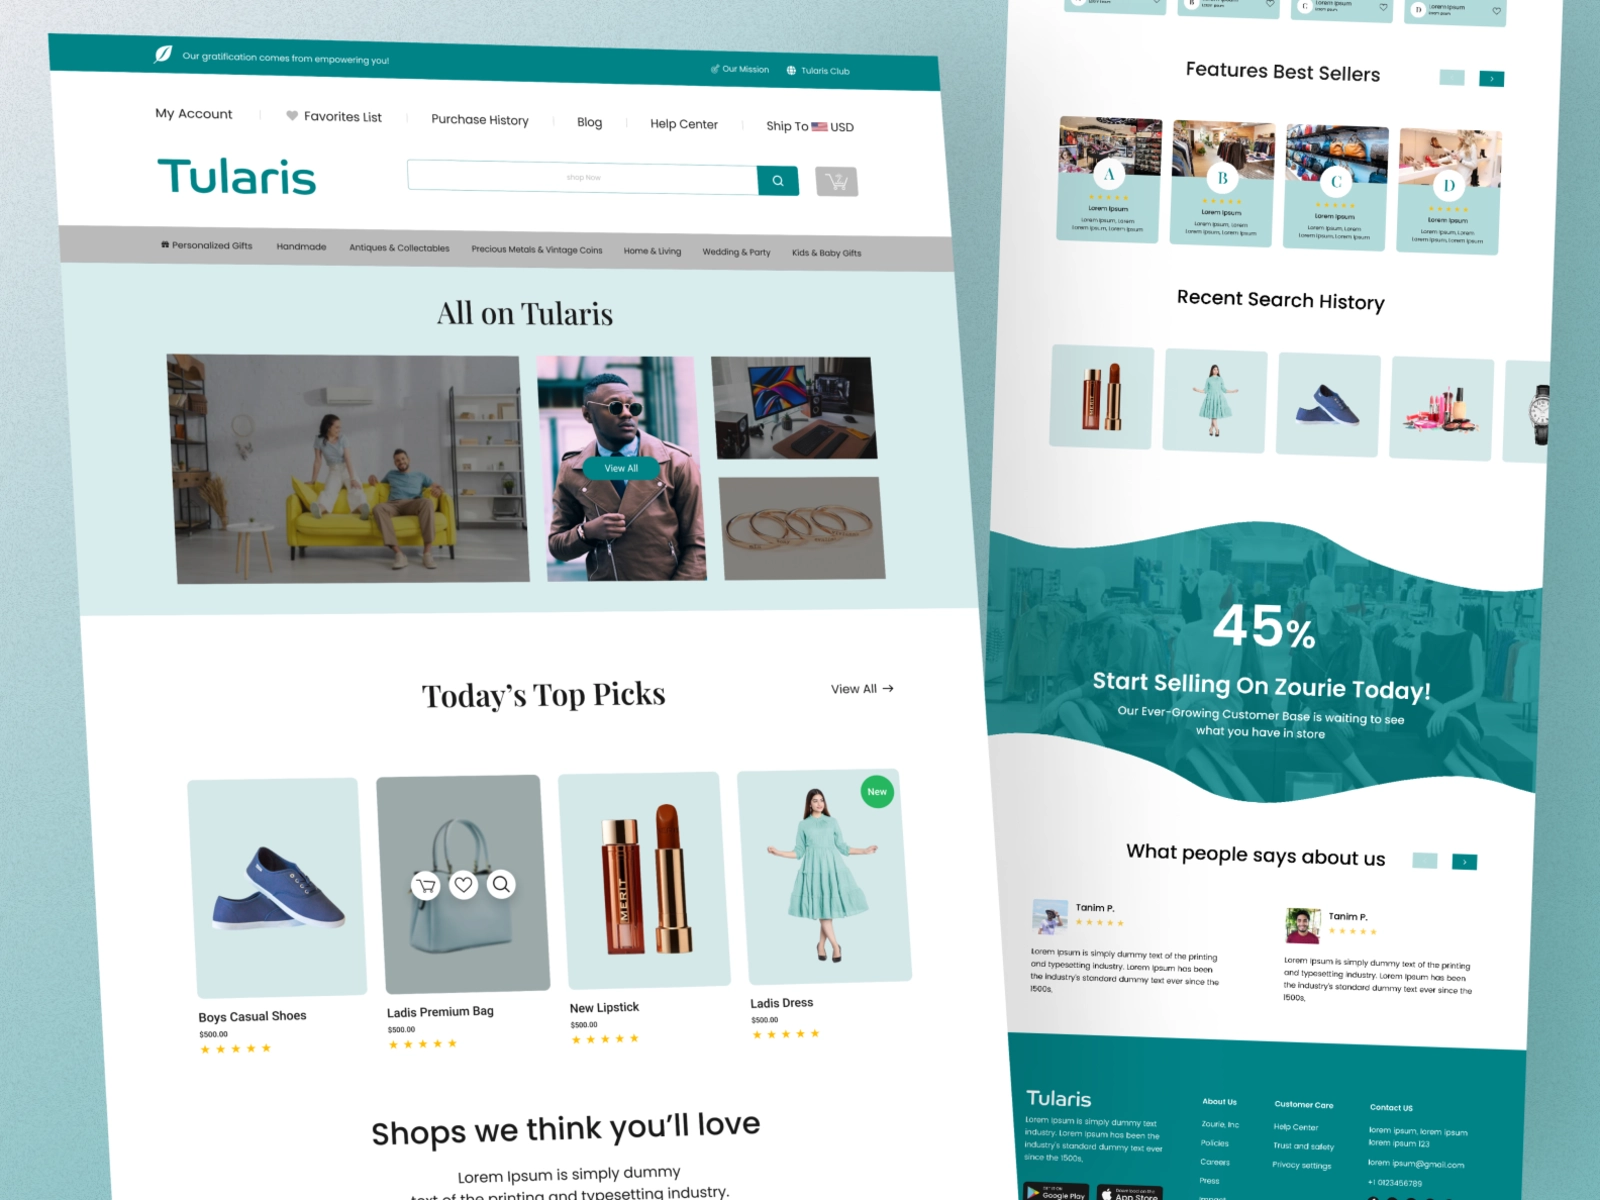 Our gratification comes from empowering you!
Our Mission
Tularis Club
My Account
Favorites List
Purchase History
Blog
Help Center
Ship To USD
Tularis
shop Now
Personalized Gifts
Handmade
Antiques & Collectables
Precious Metals & Vintage Coins
Home & Living
Wedding & Party
Kids & Baby Gifts
All on Tularis
View All
Today's Top Picks
View All
New
MERIT
Boys Casual Shoes
$500.00
Ladis Premium Bag
$500.00
New Lipstick
$500.00
Ladis Dress
$500.00
Shops we think you'll love
Lorem Ipsum is simply dummy
text of the printing and typesetting industry.
B
Lorem Ipsum
C
Lorem Ipsum
D
Lorem Ipsum
Features Best Sellers
A
Lorem Ipsum
Lorem Ipsum, Lorem
Lorem Ipsum, Lorem Ipsum
B
Lorem Ipsum
Lorem Ipsum, Lorem
Lorem Ipsum, Lorem Ipsum
C
Lorem Ipsum
Lorem Ipsum, Lorem
Lorem Ipsum, Lorem Ipsum
D
Lorem Ipsum
Lorem Ipsum, Lorem
Lorem Ipsum, Lorem Ipsum
Recent Search History
MERIT
45%
Start Selling On Zourie Today!
Our Ever-Growing Customer Base is waiting to see
what you have in store
What people says about us
Tanim P.
Lorem Ipsum is simply dummy text of the printing
and typesetting industry. Lorem Ipsum has been
the industry's standard dummy text ever since the
1500s,
Tanim P.
Lorem Ipsum is simply dummy text of the printing
and typesetting industry. Lorem Ipsum has been
the industry's standard dummy text ever since the
1500s,
Tularis
Lorem Ipsum is simply dummy text of the printing
industry. Lorem Ipsum has been the
industry's standard dummy text ever
since the 1500s,
Google Play
App Store
About Us
Zourie, Inc
Policies
Careers
Press
Impact
Customer Care
Help Center
Trust and safety
Privacy settings
Contact US
lorem ipsum, lorem ipsum
lorem ipsum 123
lorem ipsum@gmail.com
+1 0123456789